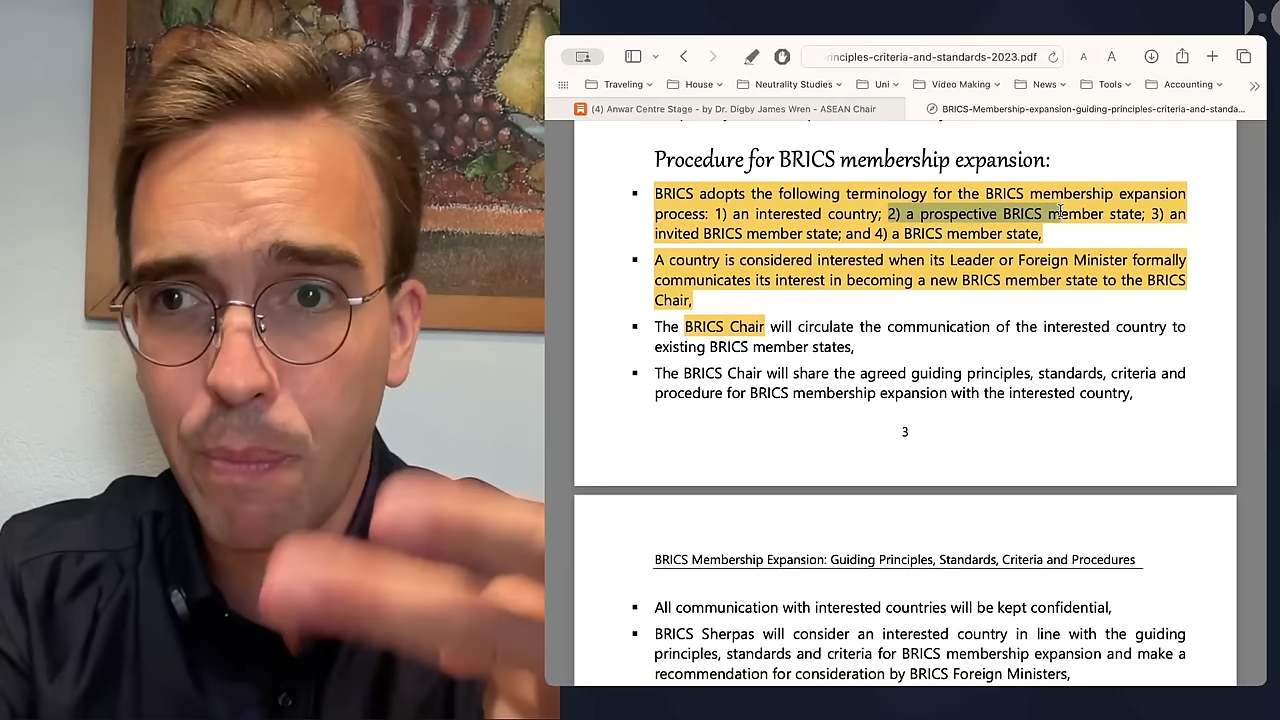 rinciples-criteria-and-standards-2023.pdf
A A
Traveling House Neutrality Studies Uni Video Making News Tools Accounting
(4) Anwar Centre Stage - by Dr. Digby James Wren - ASEAN Chair
BRICS-Membership-expansion-guiding-principles-criteria-and-standa...
Procedure for BRICS membership expansion:
▪ BRICS adopts the following terminology for the BRICS membership expansion
process: 1) an interested country; 2) a prospective BRICS member state; 3) an
invited BRICS member state; and 4) a BRICS member state,
▪ A country is considered interested when its Leader or Foreign Minister formally
communicates its interest in becoming a new BRICS member state to the BRICS
Chair,
▪ The BRICS Chair will circulate the communication of the interested country to
existing BRICS member states,
▪ The BRICS Chair will share the agreed guiding principles, standards, criteria and
procedure for BRICS membership expansion with the interested country,
3
BRICS Membership Expansion: Guiding Principles, Standards, Criteria and Procedures
▪ All communication with interested countries will be kept confidential,
▪ BRICS Sherpas will consider an interested country in line with the guiding
principles, standards and criteria for BRICS membership expansion and make a
recommendation for consideration by BRICS Foreign Ministers,